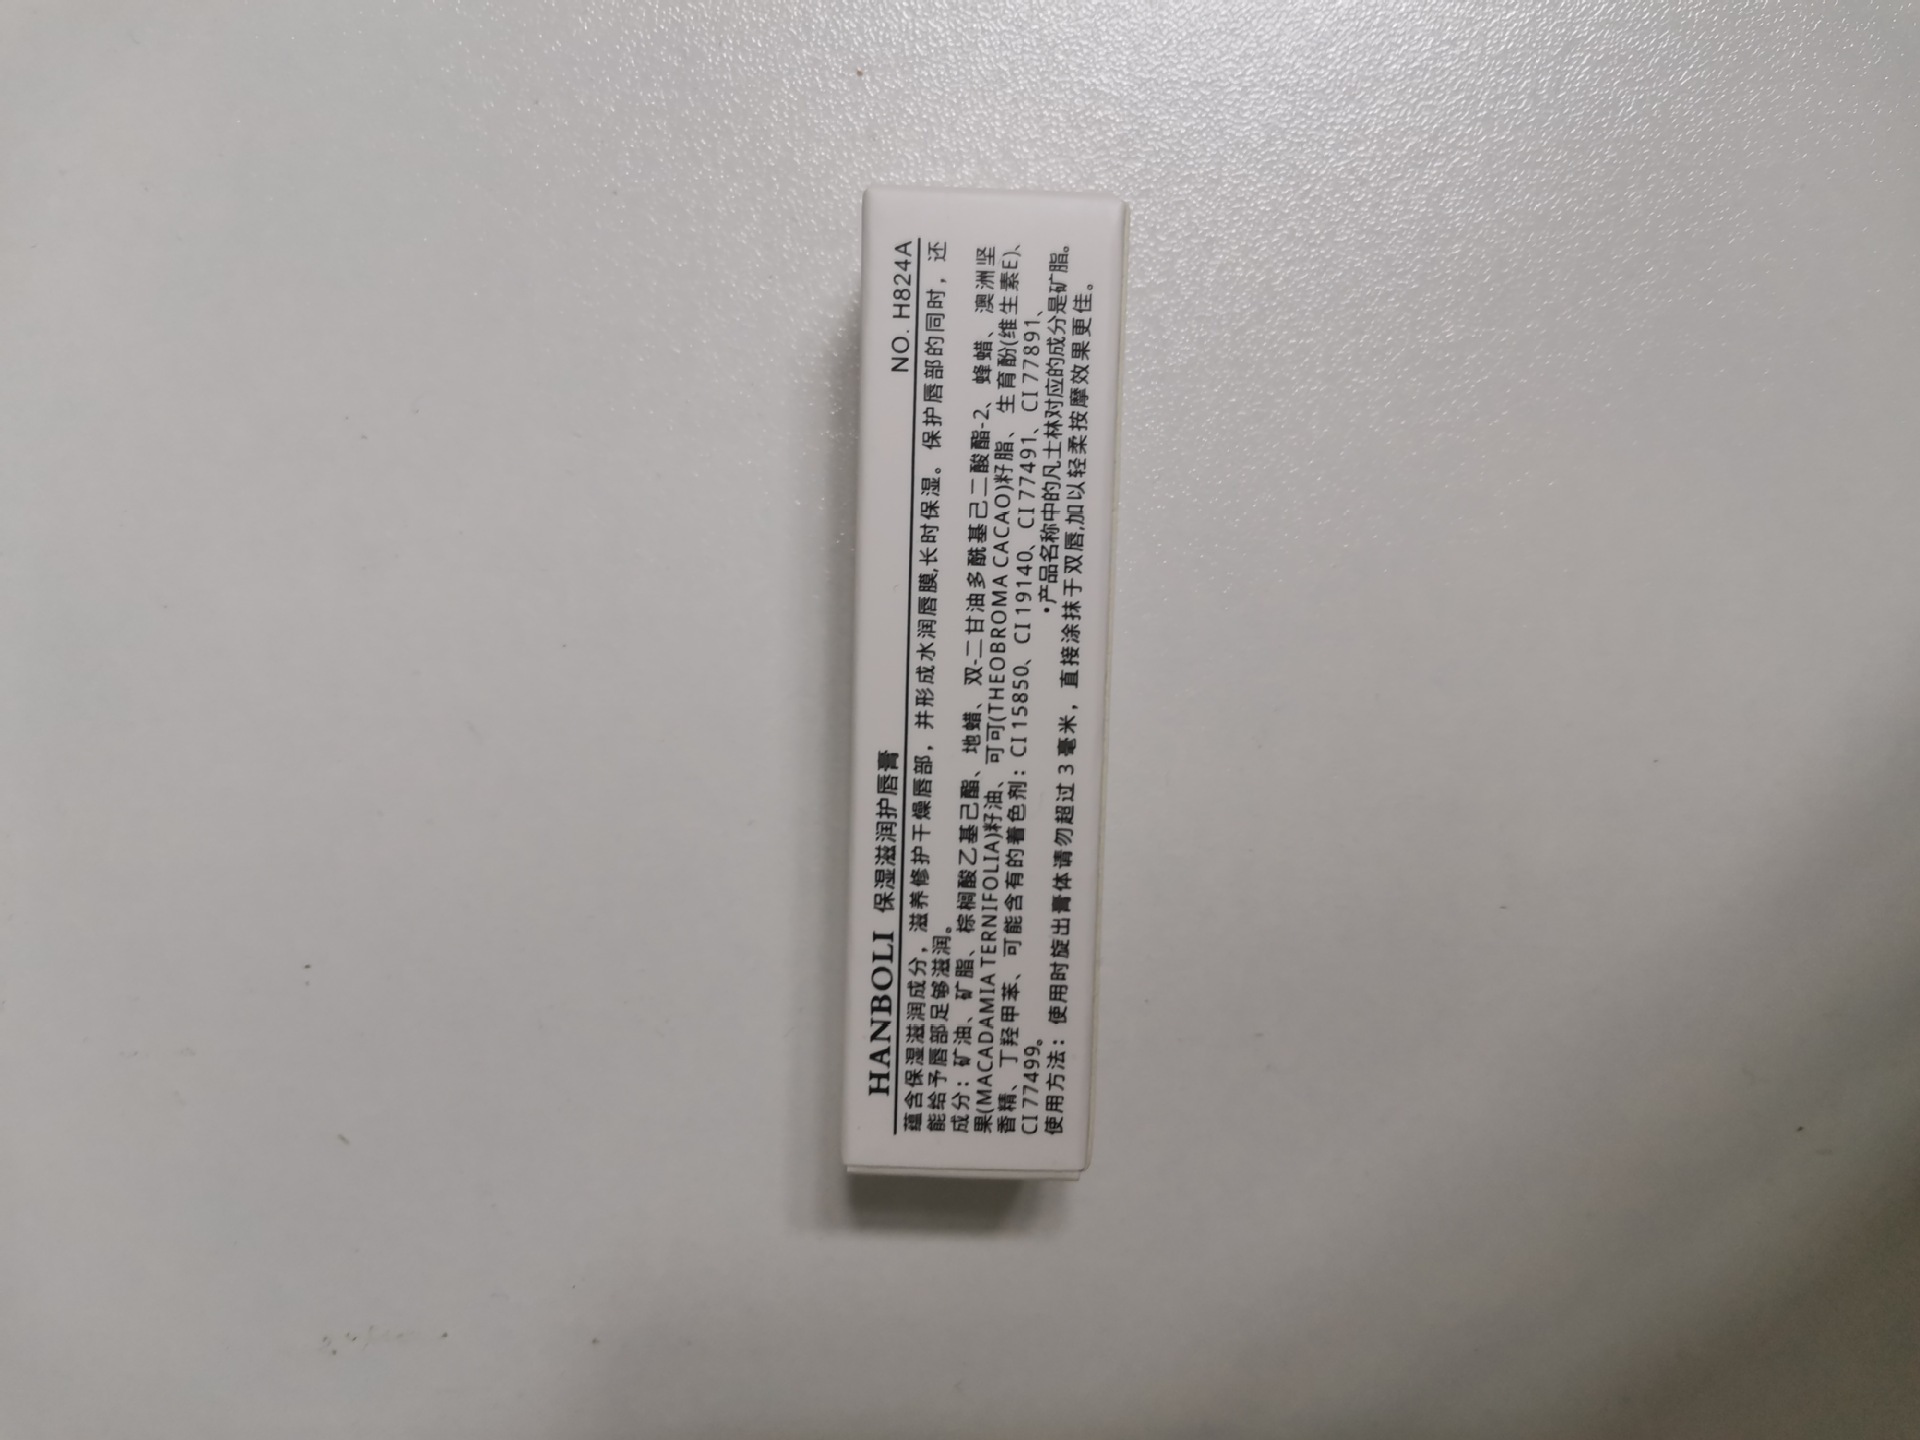 HANBOLI 保湿滋润护唇膏 NO. H824A
蕴含保湿滋润成分，滋养修护干燥唇部，并形成水润唇膜,长时保湿。保护唇部的同时，还
能给予唇部足够滋润。
成分：矿油、矿脂、棕榈酸乙基己酯、地蜡、双-二甘油多酰基己二酸酯-2、蜂蜡、澳洲坚
果(MACADAMIA TERNIFOLIA)籽油、可可(THEOBROMA CACAO)籽脂、生育酚(维生素E)、
香精、丁羟甲苯、可能含有的着色剂：CI 15850、CI 19140、CI 77491、CI 77891、
CI 77499。
•产品名称中的凡士林对应的成分是矿脂。
使用方法：使用时旋出膏体请勿超过 3 毫米，直接涂抹于双唇,加以轻柔按摩效果更佳。